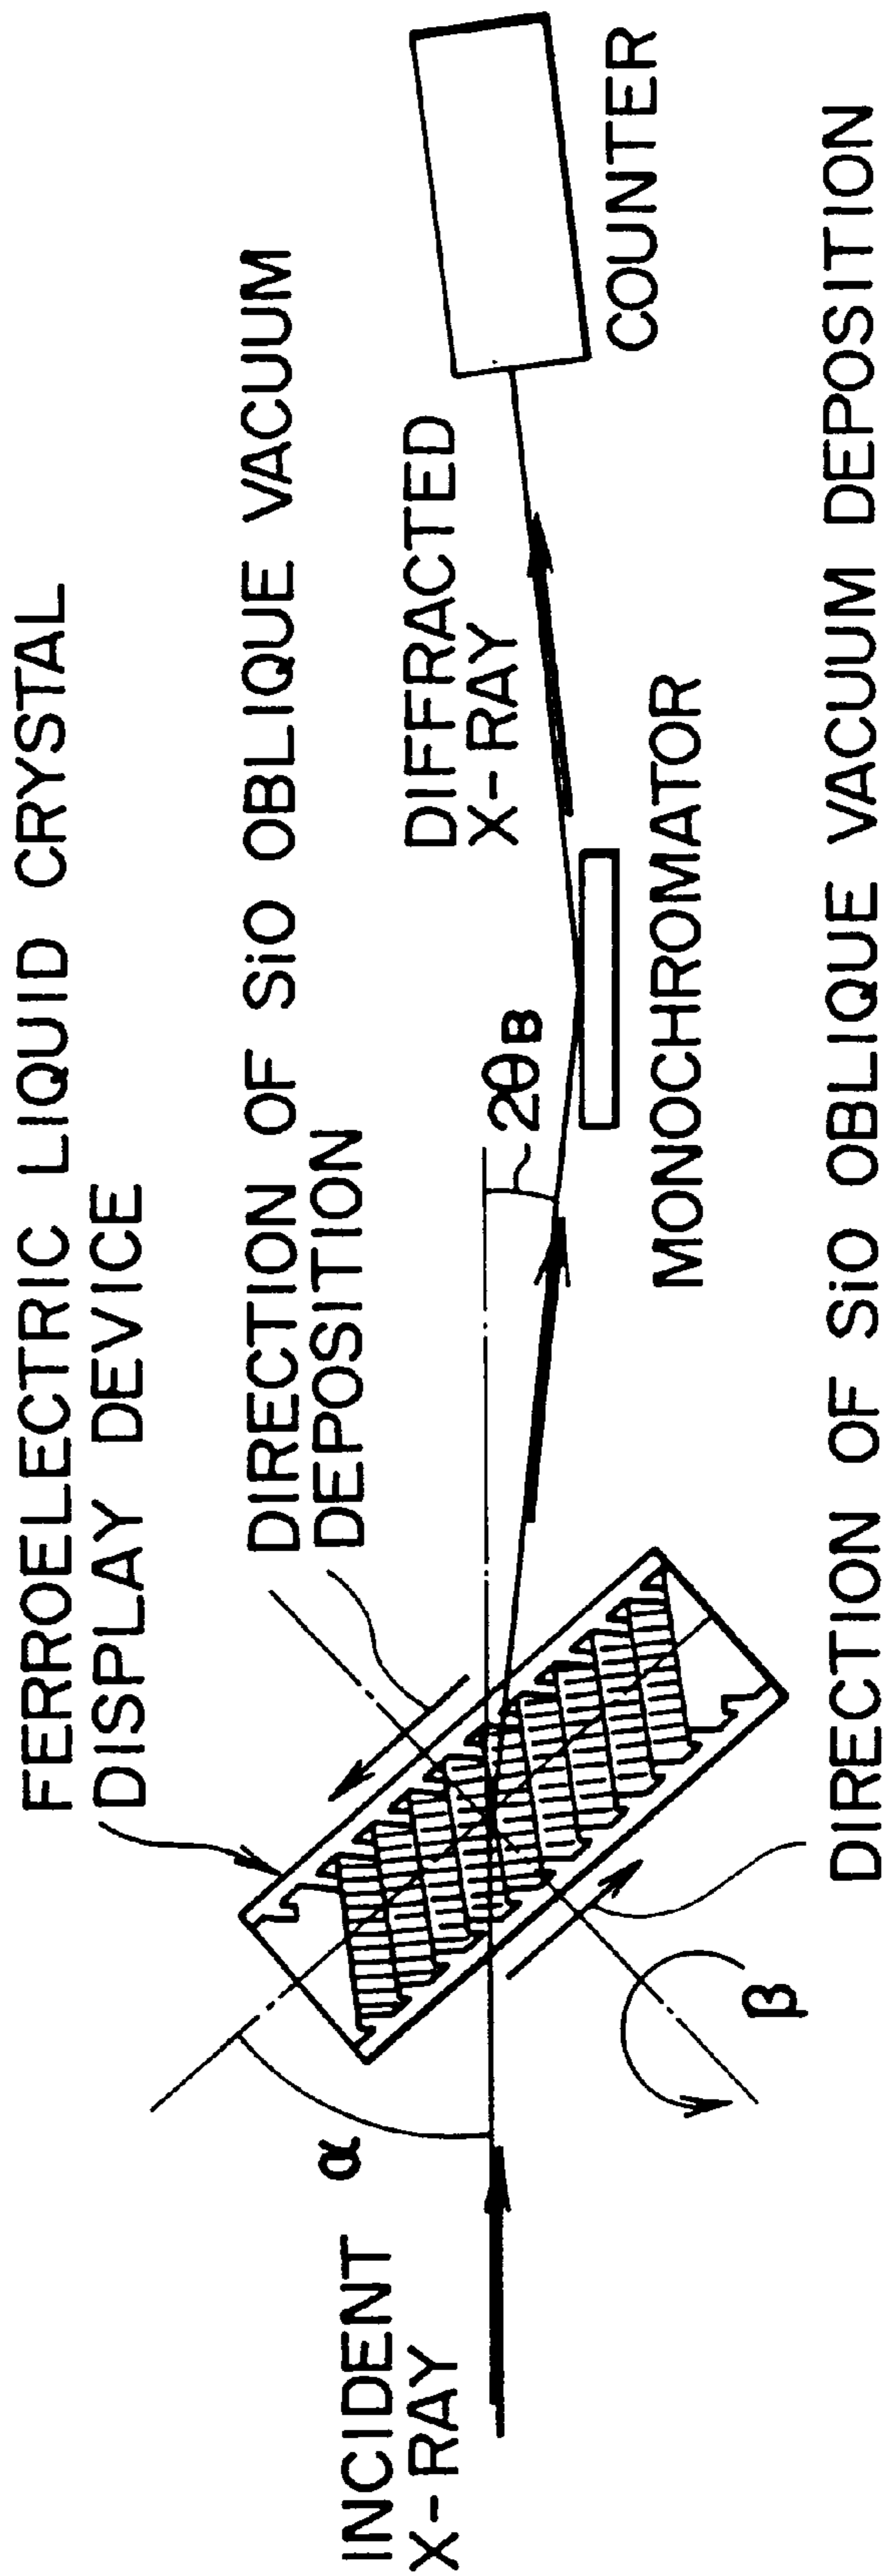 FERROELECTRIC LIQUID CRYSTAL
DISPLAY DEVICE
DIRECTION OF SiO OBLIQUE VACUUM
DEPOSITION
INCIDENT
X-RAY
α
2θB
DIFFRACTED
X-RAY
COUNTER
MONOCHROMATOR
β
DIRECTION OF SiO OBLIQUE VACUUM DEPOSITION